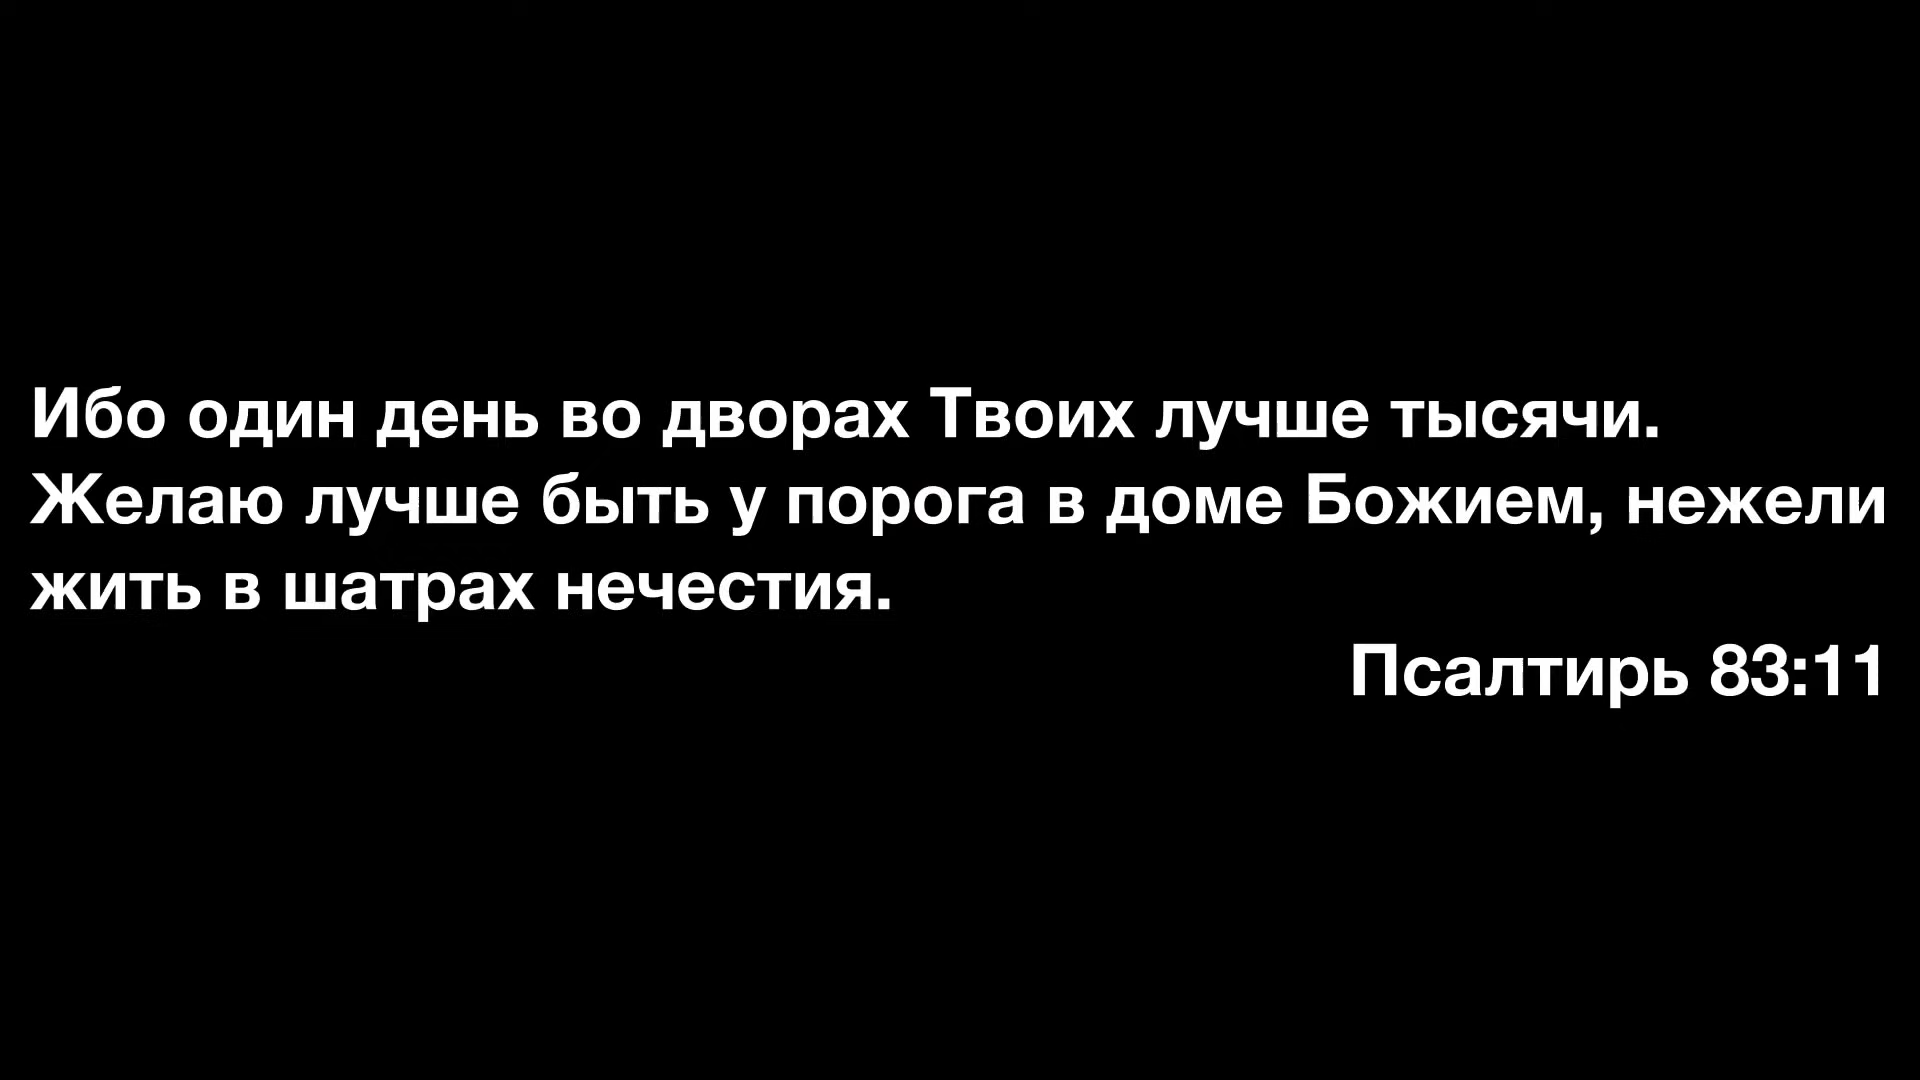 Ибо один день во дворах Твоих лучше тысячи.
Желаю лучше быть у порога в доме Божием, нежели
жить в шатрах нечестия.
Псалтирь 83:11